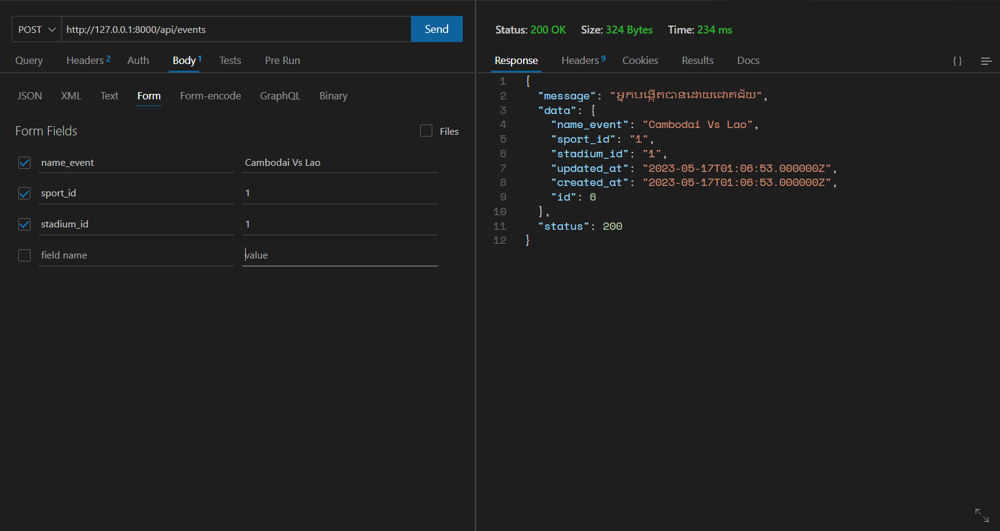 POST http://127.0.0.1:8000/api/events Send
Query Headers 2 Auth Body 1 Tests Pre Run
JSON XML Text Form Form-encode GraphQL Binary
Form Fields Files
name_event Cambodai Vs Lao
sport_id 1
stadium_id 1
field name value
Status: 200 OK Size: 324 Bytes Time: 234 ms
Response Headers 9 Cookies Results Docs { }
1 {
2 "message": "អ្នកបង្កើតបានដោយជោគជ័យ",
3 "data": {
4 "name_event": "Cambodai Vs Lao",
5 "sport_id": "1",
6 "stadium_id": "1",
7 "updated_at": "2023-05-17T01:06:53.000000Z",
8 "created_at": "2023-05-17T01:06:53.000000Z",
9 "id": 6
10 },
11 "status": 200
12 }